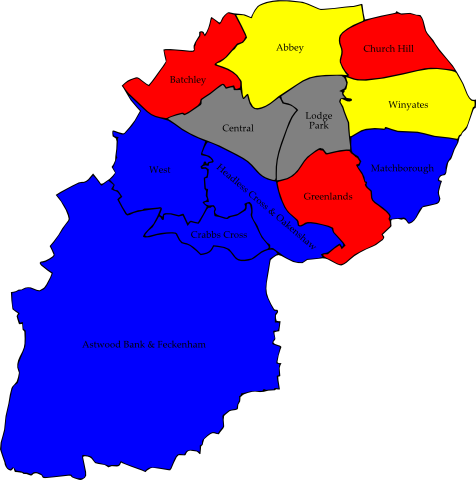 Abbey
Church Hill
Batchley
Winyates
Lodge
Park
Central
West
Matchborough
Greenlands
Headless Cross & Oakenshaw
Crabbs Cross
Astwood Bank & Feckenham